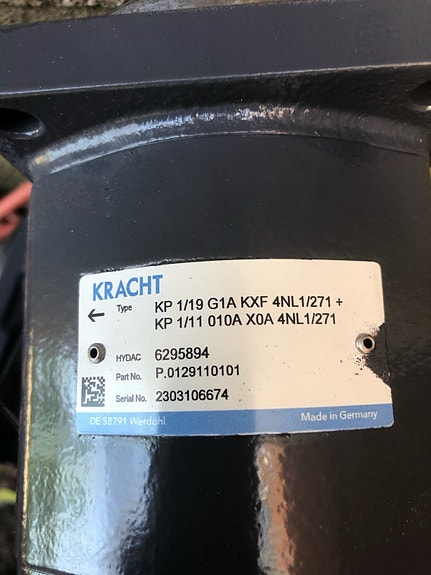 KRACHT
← Type KP 1/19 G1A KXF 4NL1/271 +
KP 1/11 010A X0A 4NL1/271
HYDAC 6295894
Part No. P.0129110101
Serial No. 2303106674
DE 58791 Werdohl Made in Germany